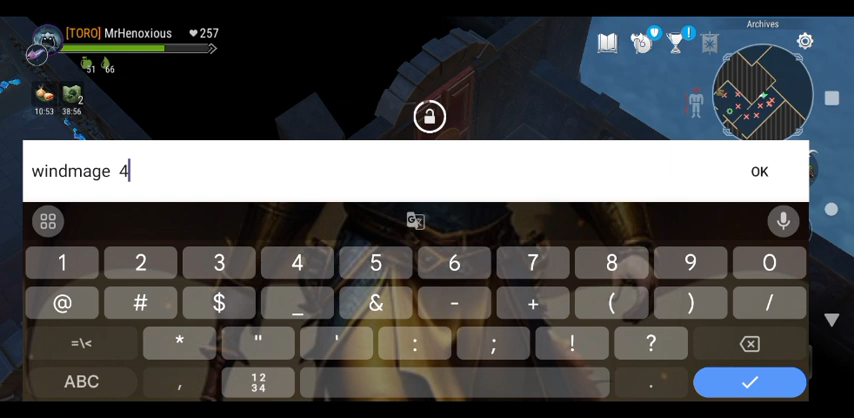 Archives
[TORO] MrHenoxious 257
51 66
2
10:53 38:56
windmage 4
OK
1 2 3 4 5 6 7 8 9 0
@ # $ _ & - + ( ) /
=\< * " ' : ; ! ?
ABC , 12 .
34